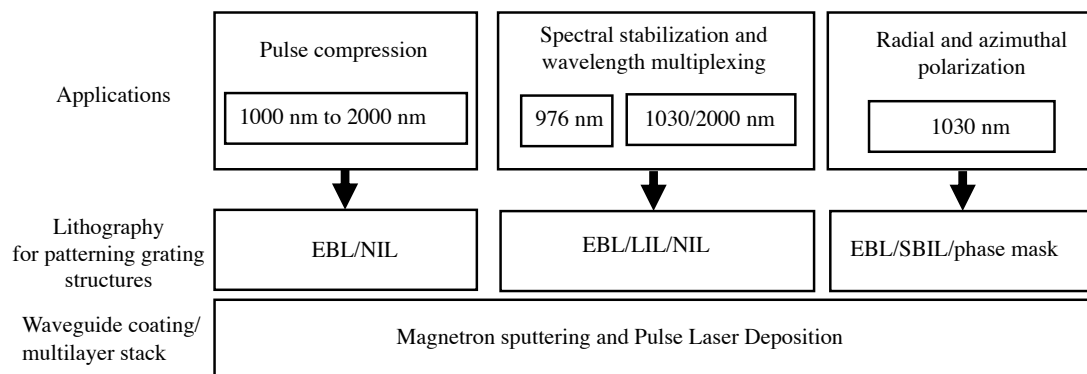 Applications
Pulse compression
1000 nm to 2000 nm
Spectral stabilization and
wavelength multiplexing
976 nm
1030/2000 nm
Radial and azimuthal
polarization
1030 nm
Lithography
for patterning grating
structures
EBL/NIL
EBL/LIL/NIL
EBL/SBIL/phase mask
Waveguide coating/
multilayer stack
Magnetron sputtering and Pulse Laser Deposition